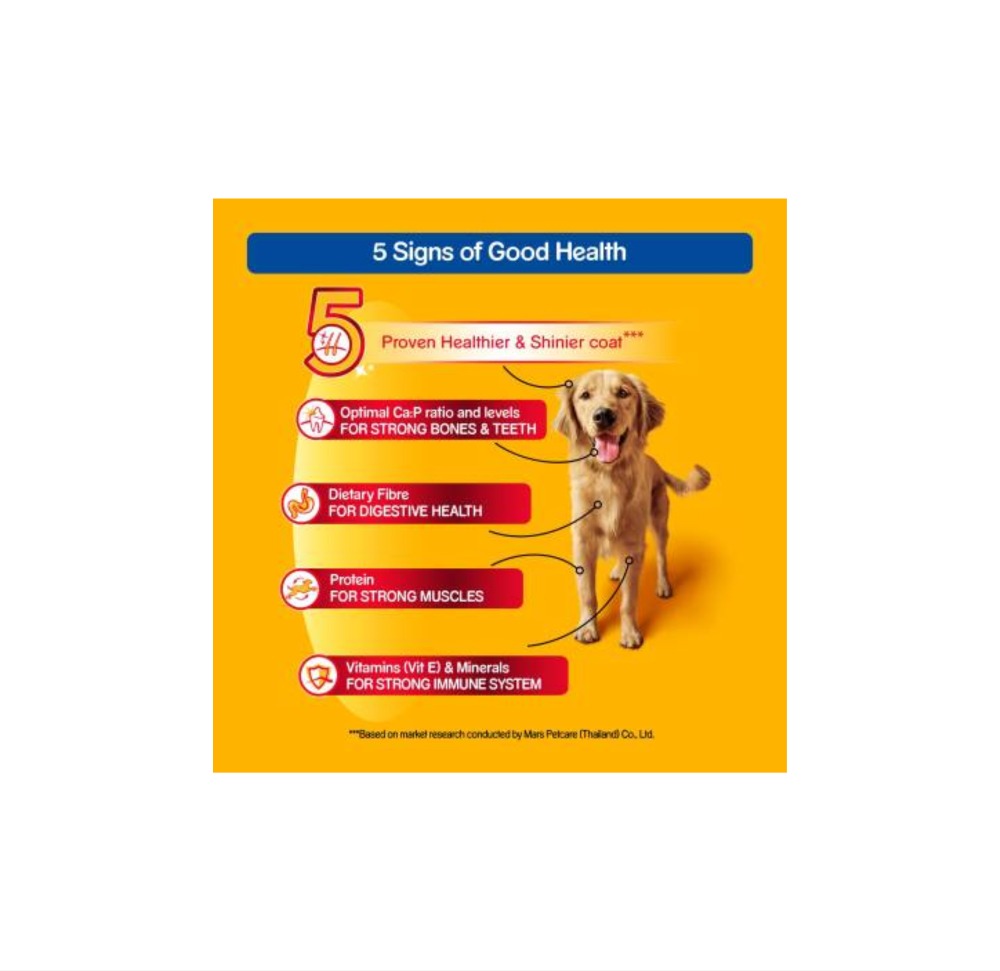 5 Signs of Good Health
5
Proven Healthier & Shinier coat***
Optimal Ca:P ratio and levels
FOR STRONG BONES & TEETH
Dietary Fibre
FOR DIGESTIVE HEALTH
Protein
FOR STRONG MUSCLES
Vitamins (Vit E) & Minerals
FOR STRONG IMMUNE SYSTEM
***Based on market research conducted by Mars Petcare (Thailand) Co., Ltd.